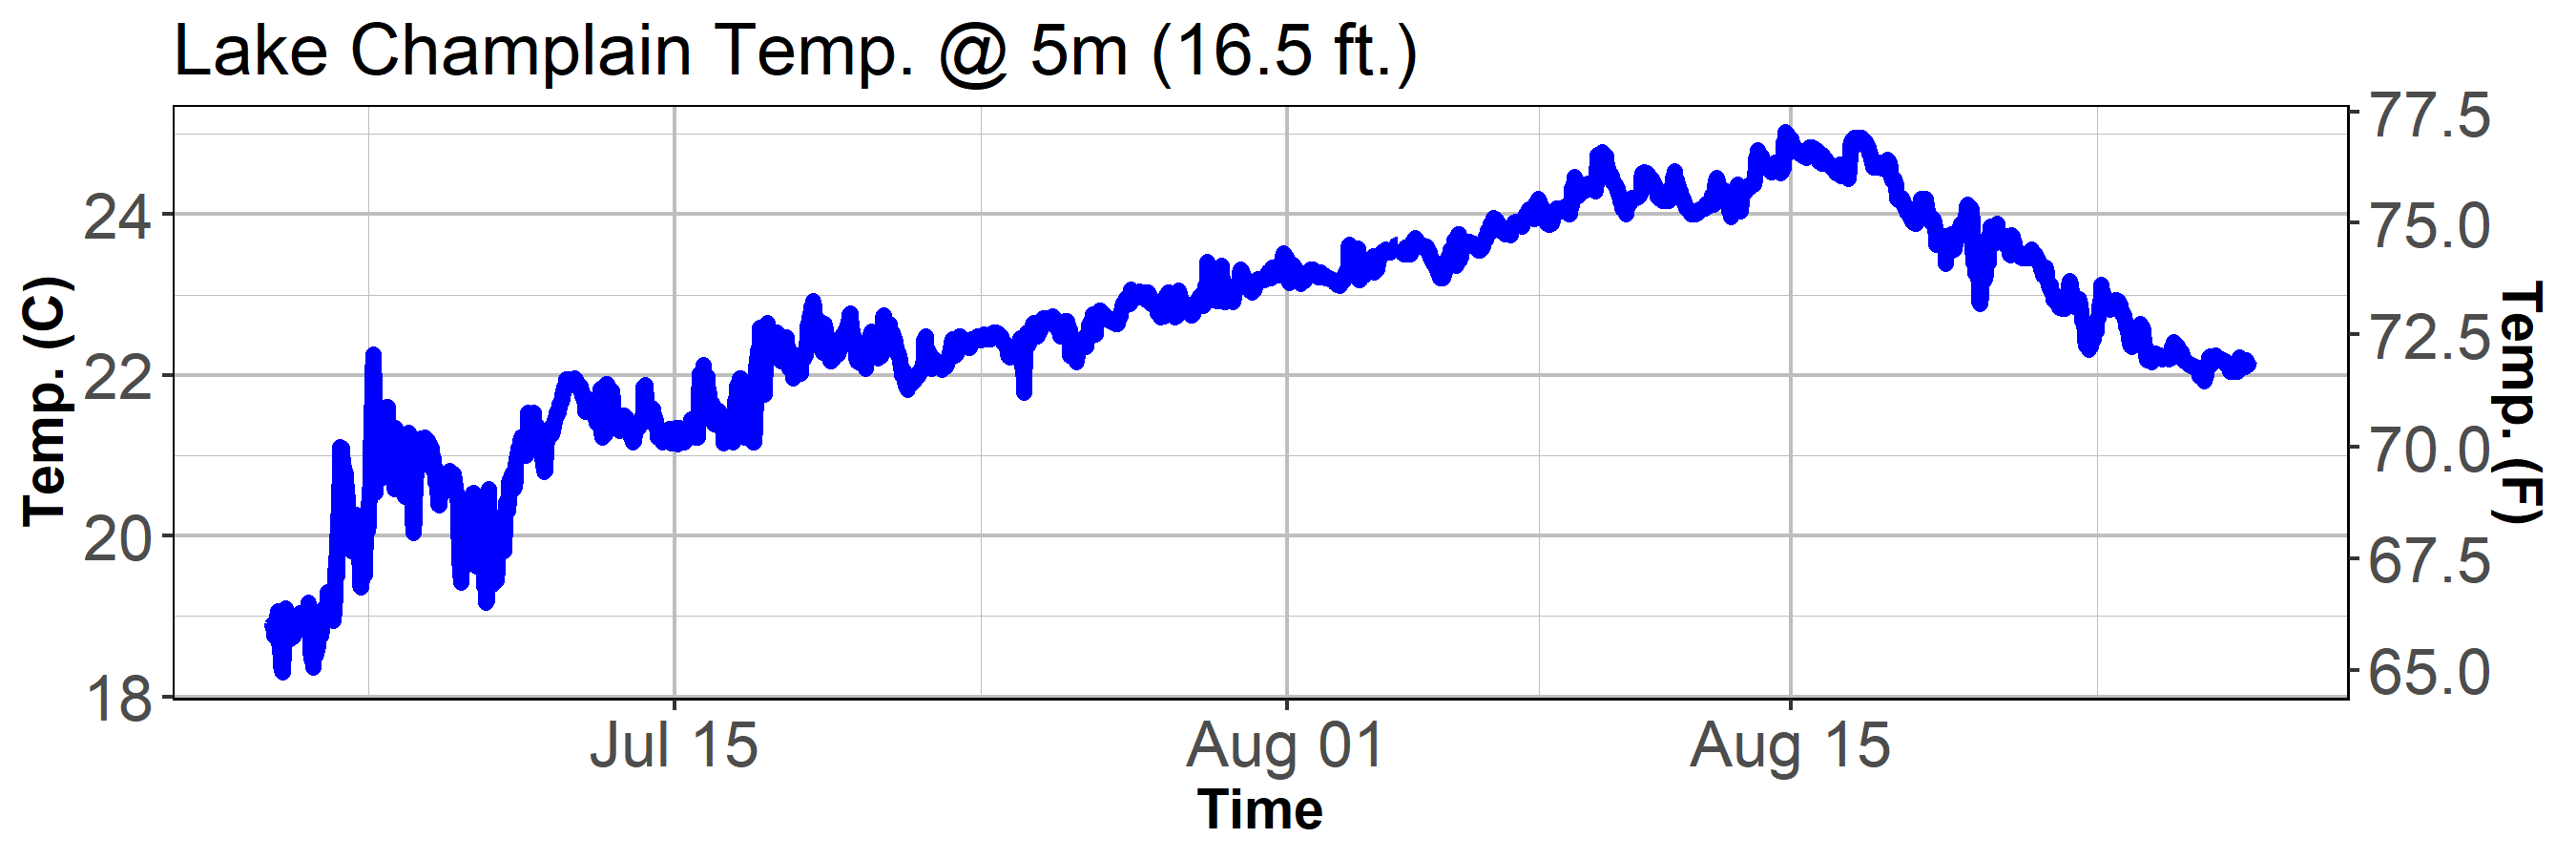 Lake Champlain Temp. @ 5m (16.5 ft.)
Temp. (C)
24
22
20
18
77.5
75.0
72.5
70.0
67.5
65.0
Temp. (F)
Jul 15
Aug 01
Aug 15
Time